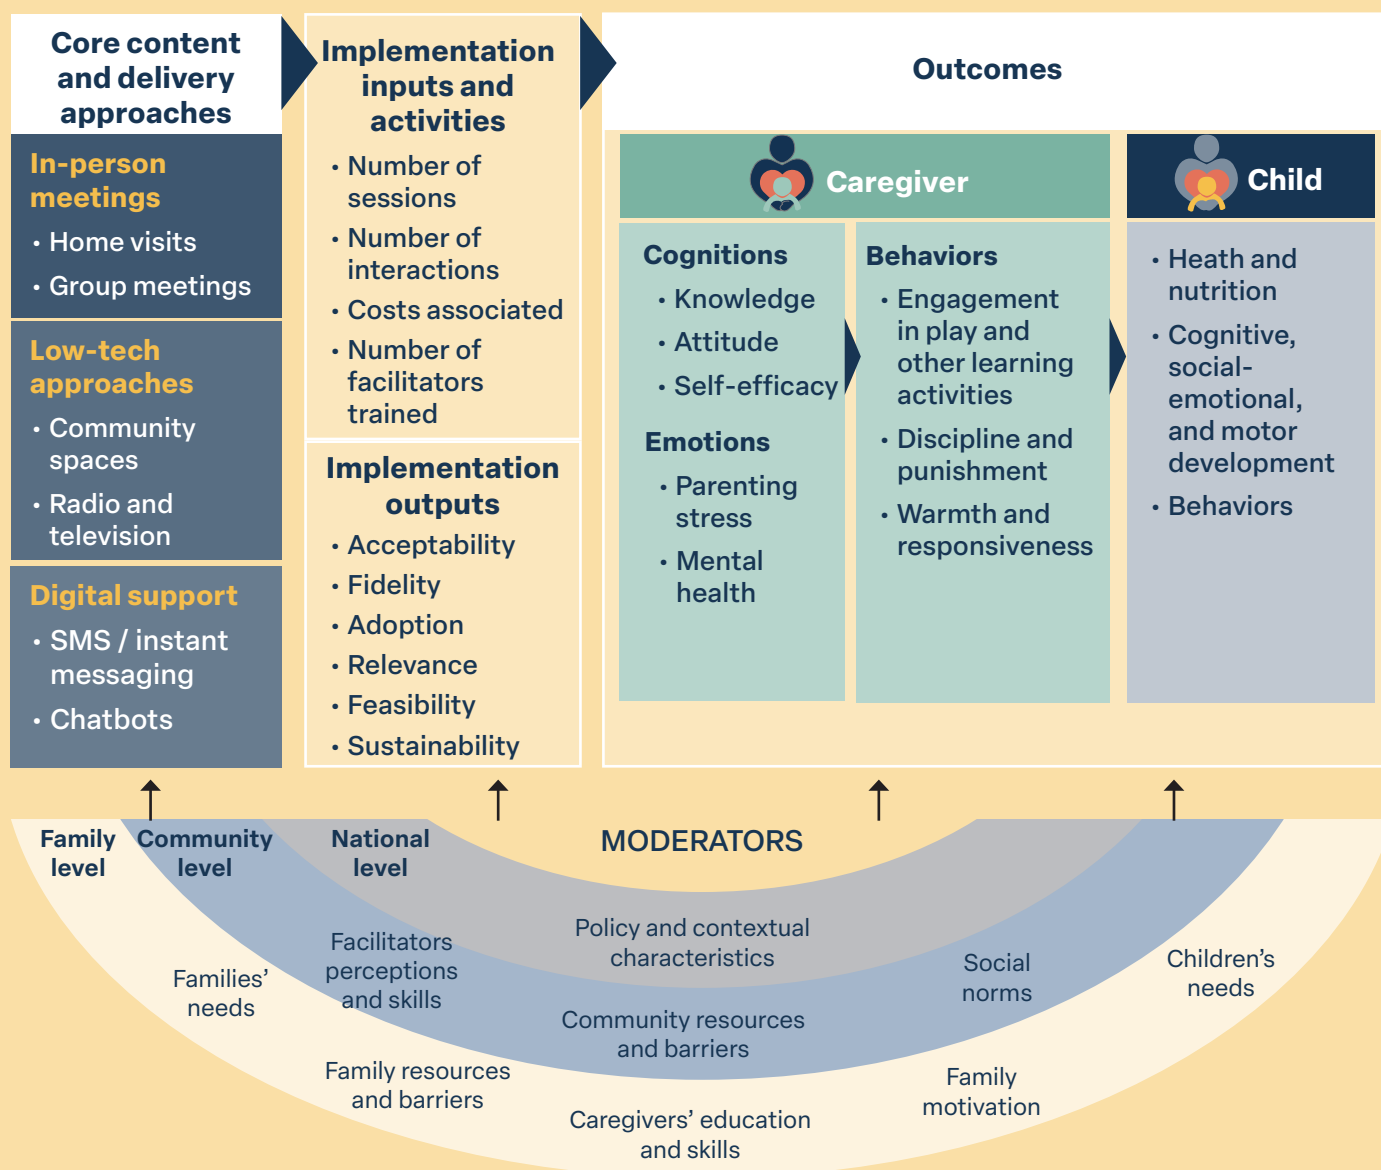 Core content
and delivery
approaches
In-person
meetings
• Home visits
• Group meetings
Low-tech
approaches
• Community
spaces
• Radio and
television
Digital support
• SMS / instant
messaging
• Chatbots
Implementation
inputs and
activities
• Number of
sessions
• Number of
interactions
• Costs associated
• Number of
facilitators
trained
Implementation
outputs
• Acceptability
• Fidelity
• Adoption
• Relevance
• Feasibility
• Sustainability
Outcomes
Caregiver
Cognitions
• Knowledge
• Attitude
• Self-efficacy
Emotions
• Parenting
stress
• Mental
health
Behaviors
• Engagement
in play and
other learning
activities
• Discipline and
punishment
• Warmth and
responsiveness
Child
• Heath and
nutrition
• Cognitive,
social-
emotional,
and motor
development
• Behaviors
MODERATORS
Family
level
Community
level
National
level
Policy and contextual
characteristics
Facilitators
perceptions
and skills
Community resources
and barriers
Social
norms
Families’
needs
Family resources
and barriers
Caregivers’ education
and skills
Family
motivation
Children’s
needs